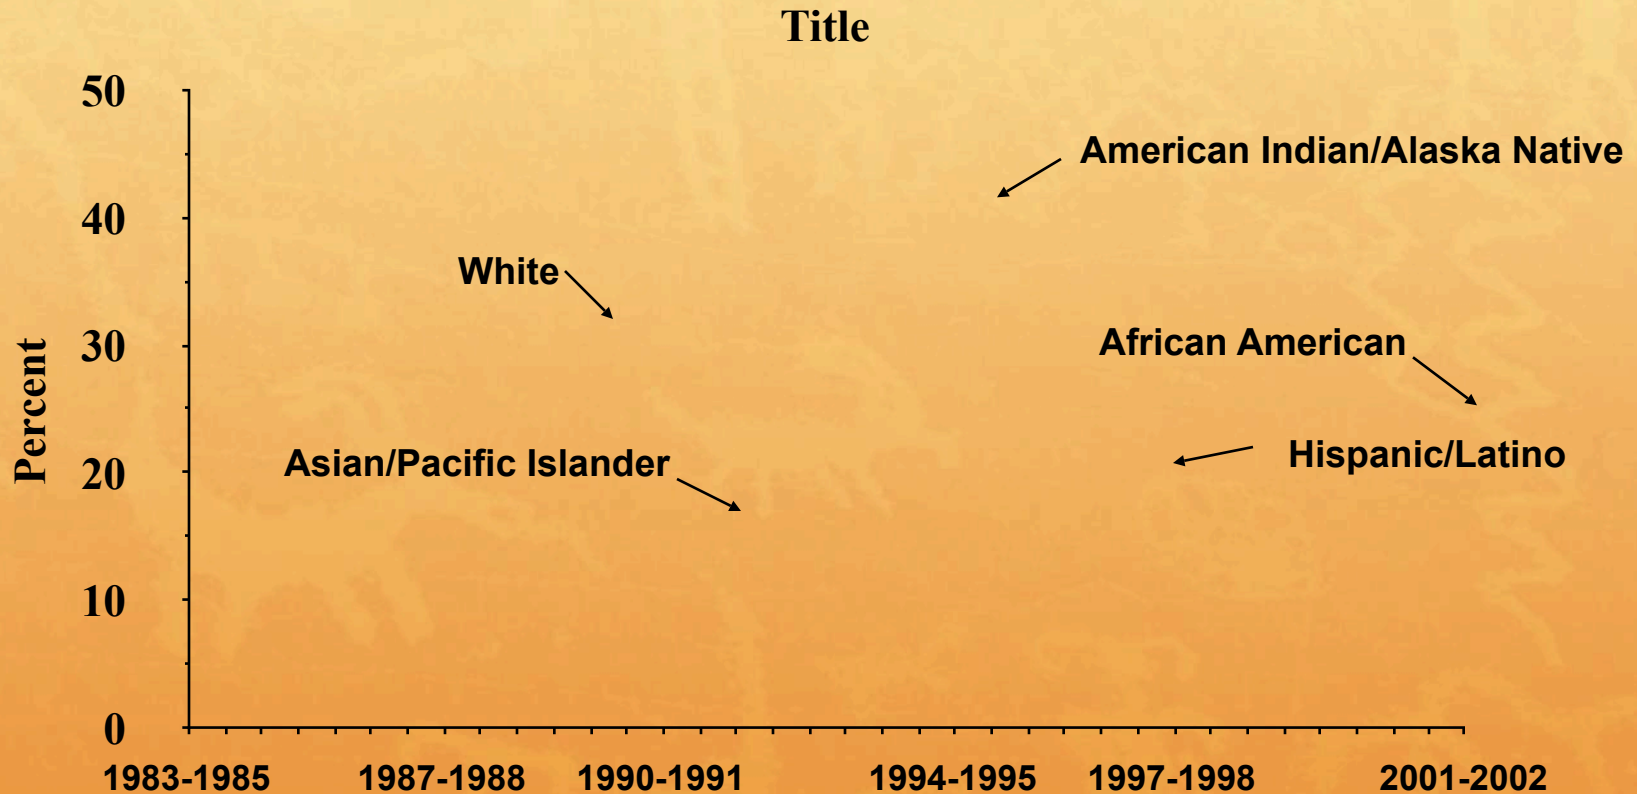 Title
50
American Indian/Alaska Native
40
White
30
African American
Percent
Hispanic/Latino
20
Asian/Pacific Islander
10
0
1983-1985 1987-1988 1990-1991 1994-1995 1997-1998 2001-2002